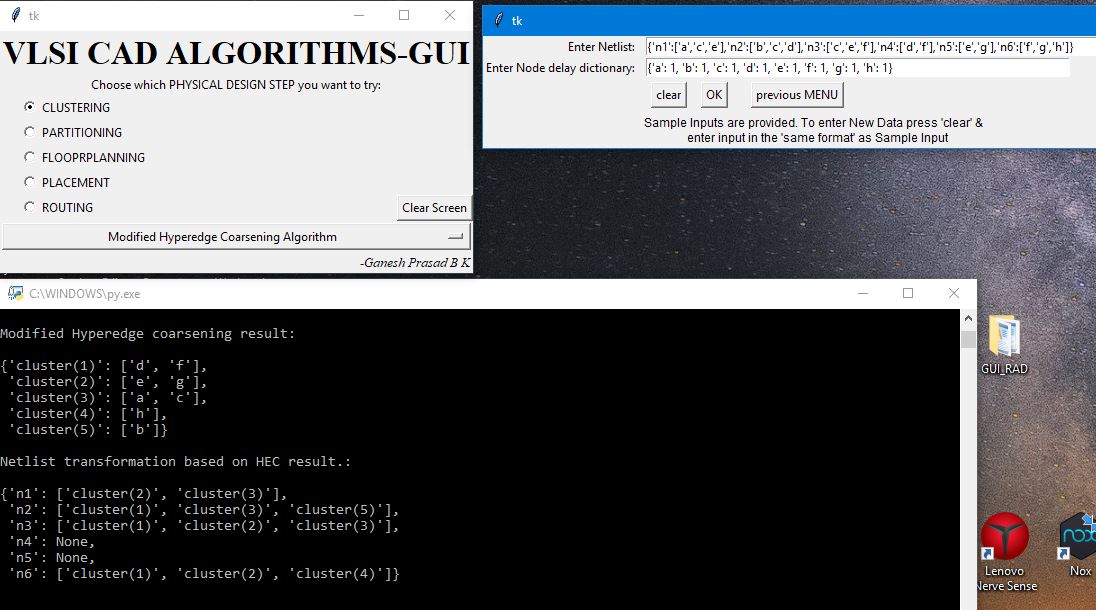 tk
VLSI CAD ALGORITHMS-GUI
Choose which PHYSICAL DESIGN STEP you want to try:
CLUSTERING
PARTITIONING
FLOOPRPLANNING
PLACEMENT
ROUTING
Clear Screen
Modified Hyperedge Coarsening Algorithm
-Ganesh Prasad B K
tk
Enter Netlist: {'n1':['a','c','e'],'n2':['b','c','d'],'n3':['c','e','f'],'n4':['d','f'],'n5':['e','g'],'n6':['f','g','h']}
Enter Node delay dictionary: {'a': 1, 'b': 1, 'c': 1, 'd': 1, 'e': 1, 'f': 1, 'g': 1, 'h': 1}
clear OK previous MENU
Sample Inputs are provided. To enter New Data press 'clear' &
enter input in the 'same format' as Sample Input
C:\WINDOWS\py.exe
Modified Hyperedge coarsening result:
{'cluster(1)': ['d', 'f'],
'cluster(2)': ['e', 'g'],
'cluster(3)': ['a', 'c'],
'cluster(4)': ['h'],
'cluster(5)': ['b']}
Netlist transformation based on HEC result.:
{'n1': ['cluster(2)', 'cluster(3)'],
'n2': ['cluster(1)', 'cluster(3)', 'cluster(5)'],
'n3': ['cluster(1)', 'cluster(2)', 'cluster(3)'],
'n4': None,
'n5': None,
'n6': ['cluster(1)', 'cluster(2)', 'cluster(4)']}
GUI_RAD
Lenovo
Nerve Sense
Nox